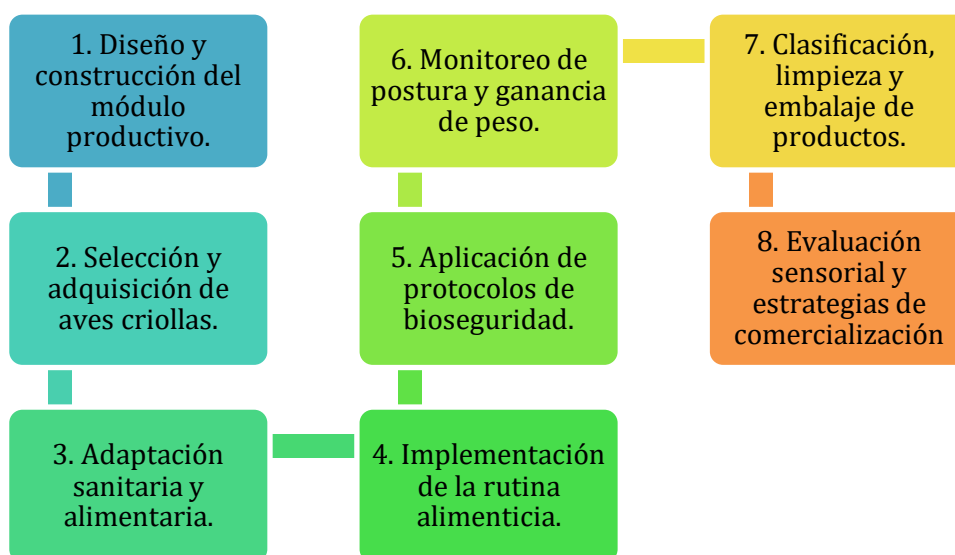 1. Diseño y
construcción del
módulo
productivo.
2. Selección y
adquisición de
aves criollas.
3. Adaptación
sanitaria y
alimentaria.
4. Implementación
de la rutina
alimenticia.
5. Aplicación de
protocolos de
bioseguridad.
6. Monitoreo de
postura y ganancia
de peso.
7. Clasificación,
limpieza y
embalaje de
productos.
8. Evaluación
sensorial y
estrategias de
comercialización